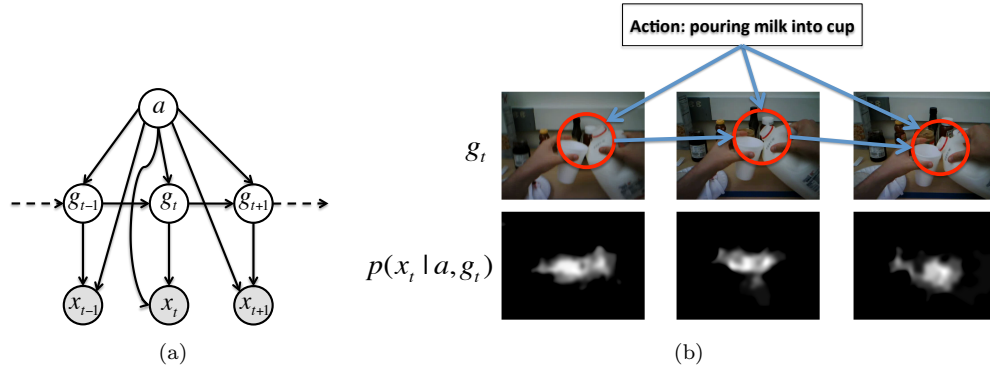 a
g_{t-1}
g_t
g_{t+1}
x_{t-1}
x_t
x_{t+1}
(a)
Action: pouring milk into cup
g_t
p(x_t | a, g_t)
(b)